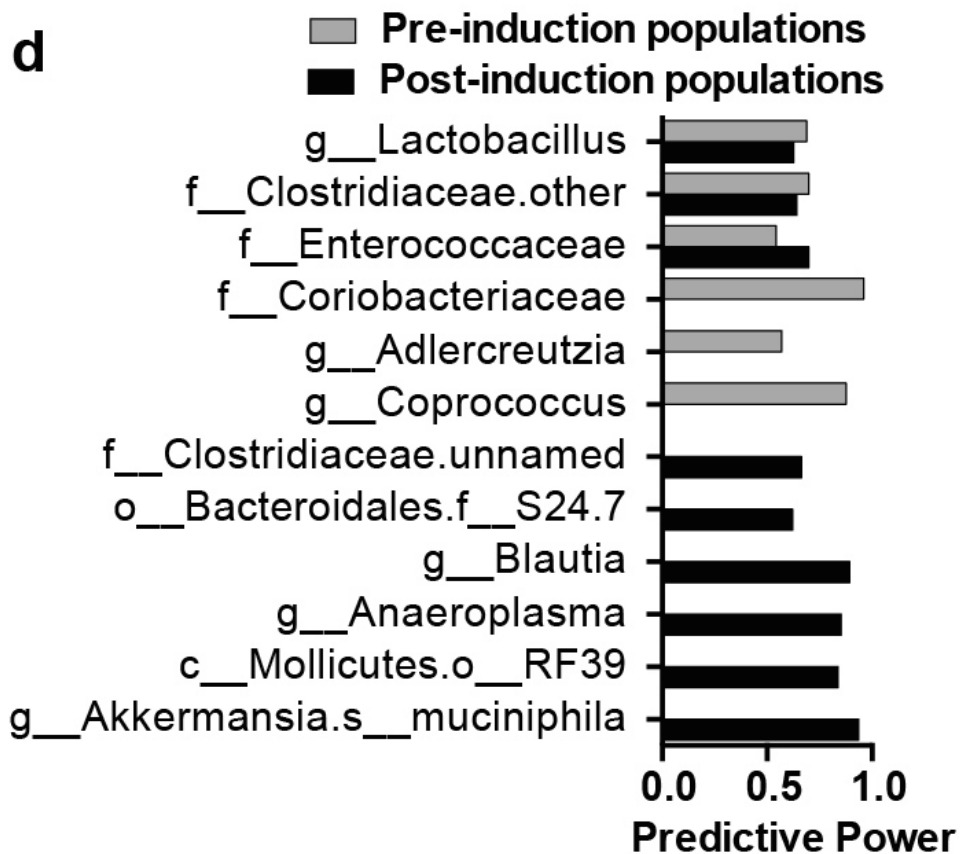 d
Pre-induction populations
Post-induction populations
g__Lactobacillus
f__Clostridiaceae.other
f__Enterococcaceae
f__Coriobacteriaceae
g__Adlercreutzia
g__Coprococcus
f__Clostridiaceae.unnamed
o__Bacteroidales.f__S24.7
g__Blautia
g__Anaeroplasma
c__Mollicutes.o__RF39
g__Akkermansia.s__muciniphila
0.0 0.5 1.0
Predictive Power